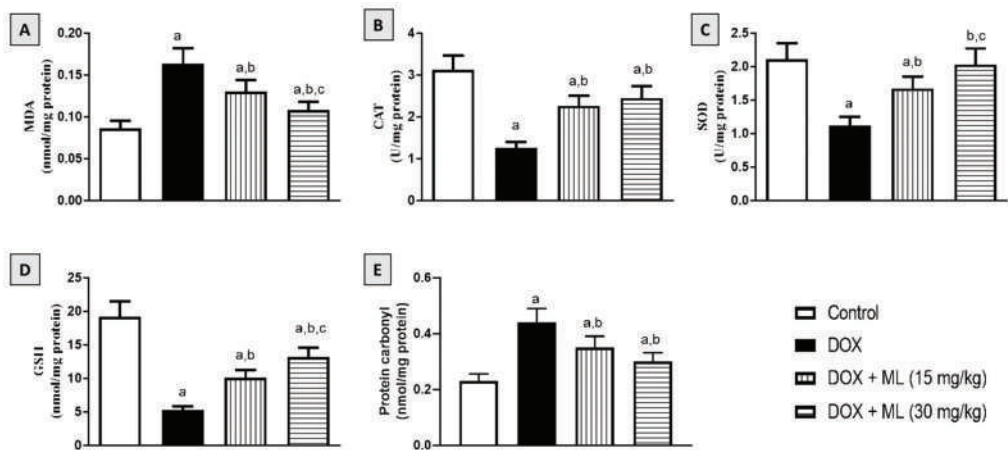 A
MDA
(nmol/mg protein)
0.20
0.15
0.10
0.05
0.00
a
a,b
a,b,c
B
CAT
(U/mg protein)
4
3
2
1
0
a
a,b
a,b
C
SOD
(U/mg protein)
2.5
2.0
1.5
1.0
0.5
0.0
a
a,b
b,c
D
GSH
(nmol/mg protein)
25
20
15
10
5
0
a
a,b
a,b,c
E
Protein carbonyl
(nmol/mg protein)
0.6
0.4
0.2
0.0
a
a,b
a,b
Control
DOX
DOX + ML (15 mg/kg)
DOX + ML (30 mg/kg)